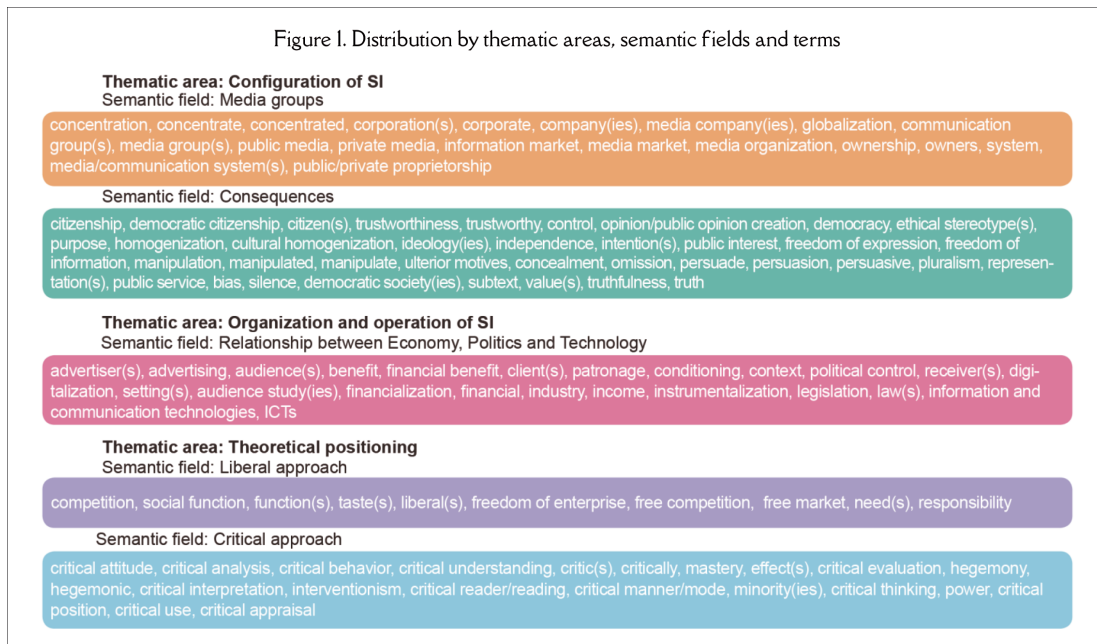 Figure 1. Distribution by thematic areas, semantic fields and terms
Thematic area: Configuration of SI
Semantic field: Media groups
concentration, concentrate, concentrated, corporation(s), corporate, company(ies), media company(ies), globalization, communication
group(s), media group(s), public media, private media, information market, media market, media organization, ownership, owners, system,
media/communication system(s), public/private proprietorship
Semantic field: Consequences
citizenship, democratic citizenship, citizen(s), trustworthiness, trustworthy, control, opinion/public opinion creation, democracy, ethical stereotype(s),
purpose, homogenization, cultural homogenization, ideology(ies), independence, intention(s), public interest, freedom of expression, freedom of
information, manipulation, manipulated, manipulate, ulterior motives, concealment, omission, persuade, persuasion, persuasive, pluralism, represen-
tation(s), public service, bias, silence, democratic society(ies), subtext, value(s), truthfulness, truth
Thematic area: Organization and operation of SI
Semantic field: Relationship between Economy, Politics and Technology
advertiser(s), advertising, audience(s), benefit, financial benefit, client(s), patronage, conditioning, context, political control, receiver(s), digi-
talization, setting(s), audience study(ies), financialization, financial, industry, income, instrumentalization, legislation, law(s), information and
communication technologies, ICTs
Thematic area: Theoretical positioning
Semantic field: Liberal approach
competition, social function, function(s), taste(s), liberal(s), freedom of enterprise, free competition, free market, need(s), responsibility
Semantic field: Critical approach
critical attitude, critical analysis, critical behavior, critical understanding, critic(s), critically, mastery, effect(s), critical evaluation, hegemony,
hegemonic, critical interpretation, interventionism, critical reader/reading, critical manner/mode, minority(ies), critical thinking, power, critical
position, critical use, critical appraisal